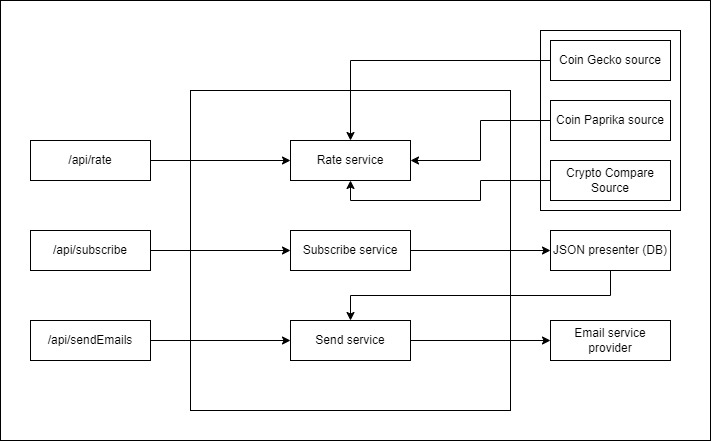 Coin Gecko source
Coin Paprika source
/api/rate
Rate service
Crypto Compare
Source
/api/subscribe
Subscribe service
JSON presenter (DB)
/api/sendEmails
Send service
Email service
provider